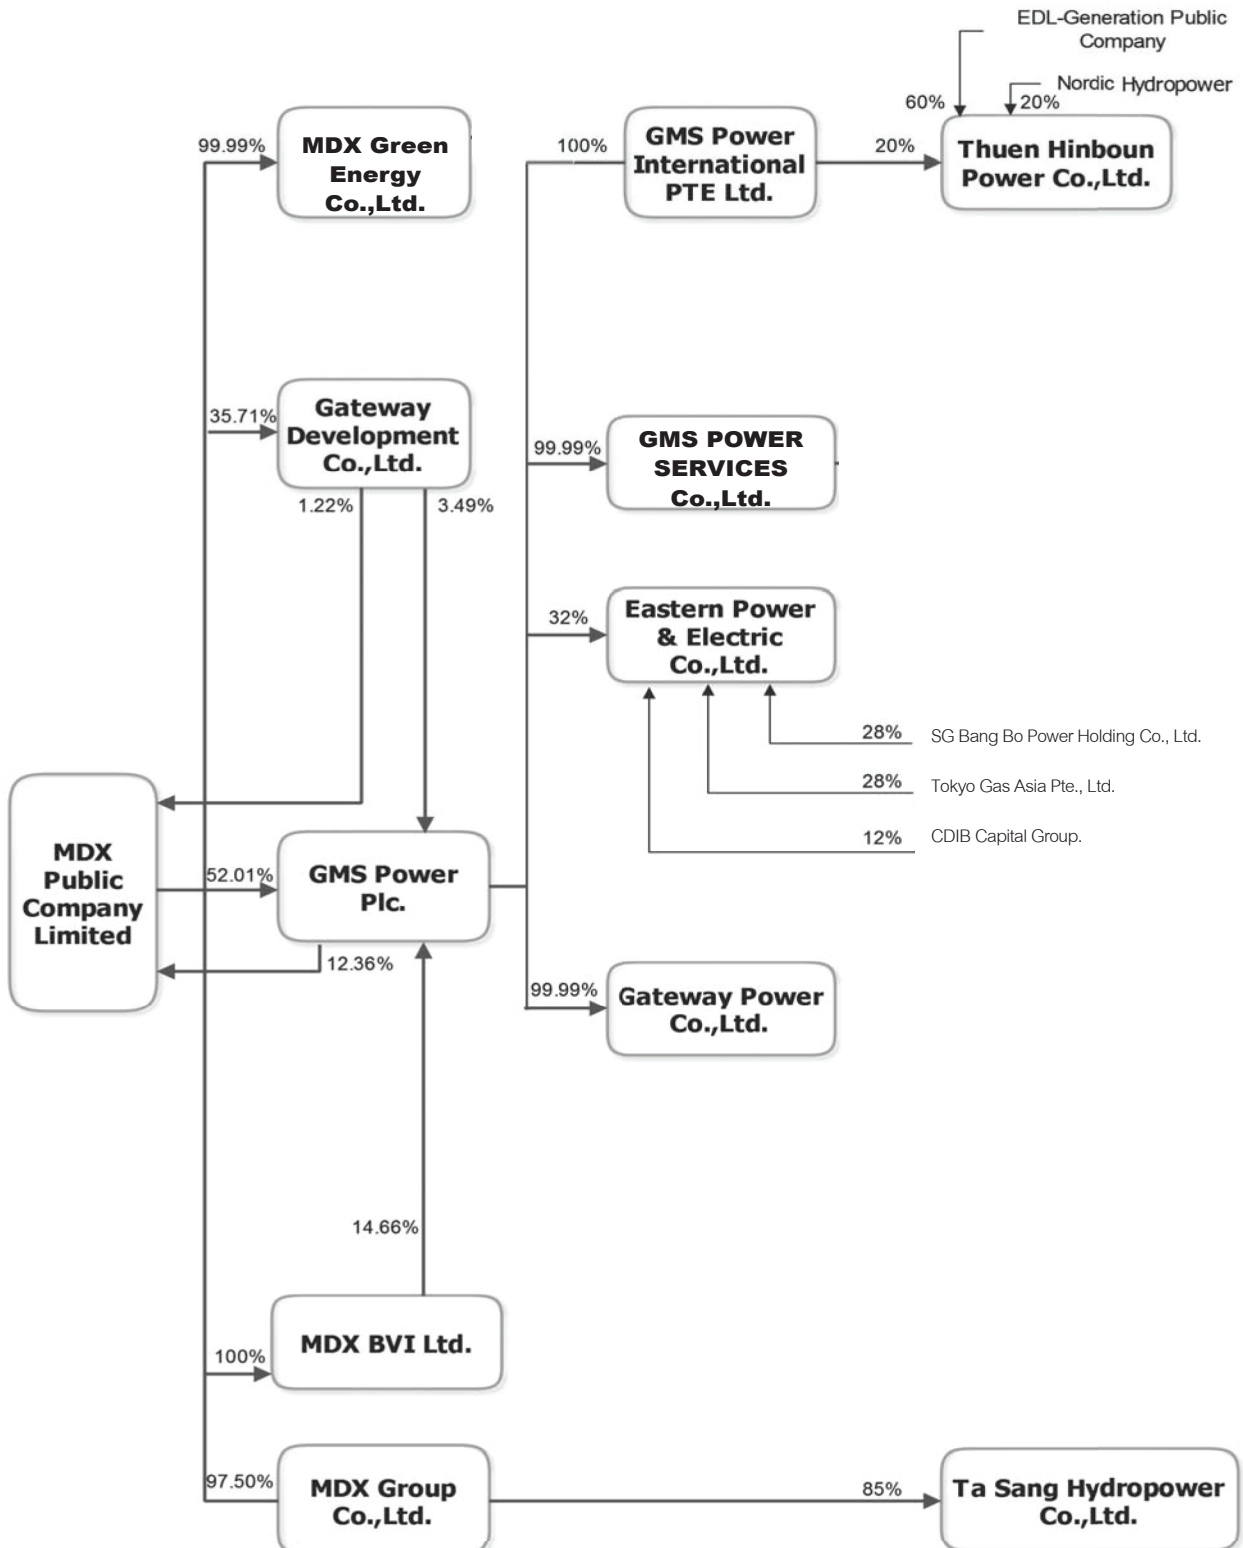 EDL-Generation Public
Company
Nordic Hydropower
60%
20%
99.99%
MDX Green
Energy
Co.,Ltd.
100%
GMS Power
International
PTE Ltd.
20%
Thuen Hinboun
Power Co.,Ltd.
35.71%
Gateway
Development
Co.,Ltd.
1.22%
3.49%
99.99%
GMS POWER
SERVICES
Co.,Ltd.
32%
Eastern Power
& Electric
Co.,Ltd.
28%
SG Bang Bo Power Holding Co., Ltd.
28%
Tokyo Gas Asia Pte., Ltd.
12%
CDIB Capital Group.
MDX
Public
Company
Limited
52.01%
GMS Power
Plc.
12.36%
99.99%
Gateway Power
Co.,Ltd.
14.66%
100%
MDX BVI Ltd.
97.50%
MDX Group
Co.,Ltd.
85%
Ta Sang Hydropower
Co.,Ltd.